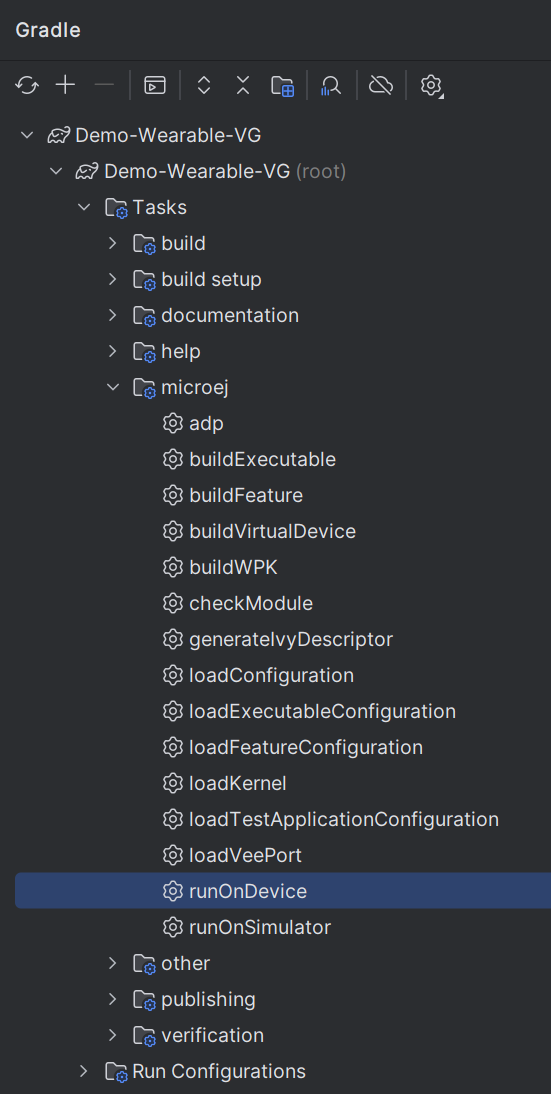 Gradle
Demo-Wearable-VG
Demo-Wearable-VG (root)
Tasks
build
build setup
documentation
help
microej
adp
buildExecutable
buildFeature
buildVirtualDevice
buildWPK
checkModule
generateIvyDescriptor
loadConfiguration
loadExecutableConfiguration
loadFeatureConfiguration
loadKernel
loadTestApplicationConfiguration
loadVeePort
runOnDevice
runOnSimulator
other
publishing
verification
Run Configurations